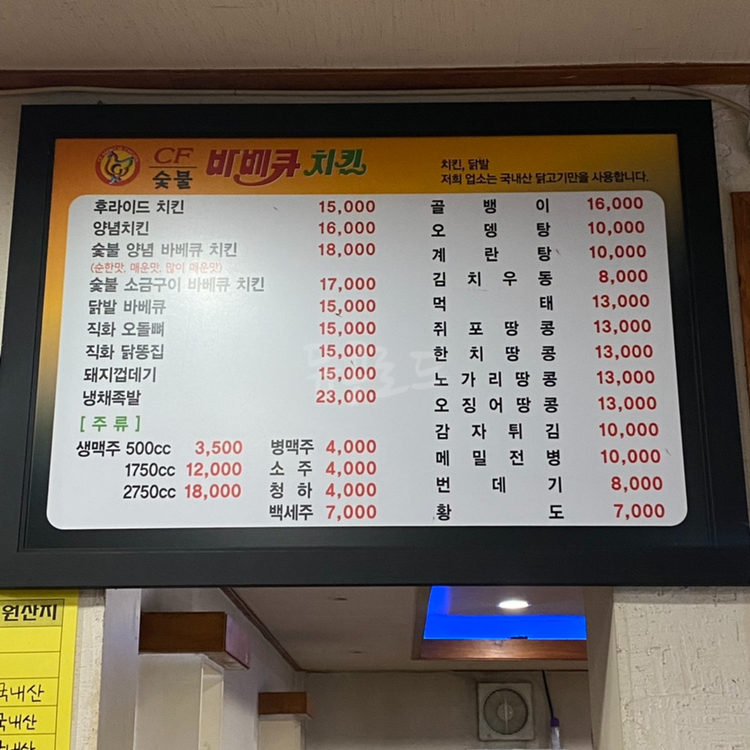 CF
숯불 바베큐 치킨
치킨, 닭발
저희 업소는 국내산 닭고기만을 사용합니다.
후라이드 치킨 15,000
양념치킨 16,000
숯불 양념 바베큐 치킨 18,000
(순한맛, 매운맛, 많이 매운맛)
숯불 소금구이 바베큐 치킨 17,000
닭발 바베큐 15,000
직화 오돌뼈 15,000
직화 닭똥집 15,000
돼지껍데기 15,000
냉채족발 23,000
[주류]
생맥주 500cc 3,500
1750cc 12,000
2750cc 18,000
병맥주 4,000
소주 4,000
청하 4,000
백세주 7,000
골뱅이 16,000
오뎅탕 10,000
계란탕 10,000
김치우동 8,000
먹태 13,000
쥐포땅콩 13,000
한치땅콩 13,000
노가리땅콩 13,000
오징어땅콩 13,000
감자튀김 10,000
메밀전병 10,000
번데기 8,000
황도 7,000
원산지
국내산
국내산